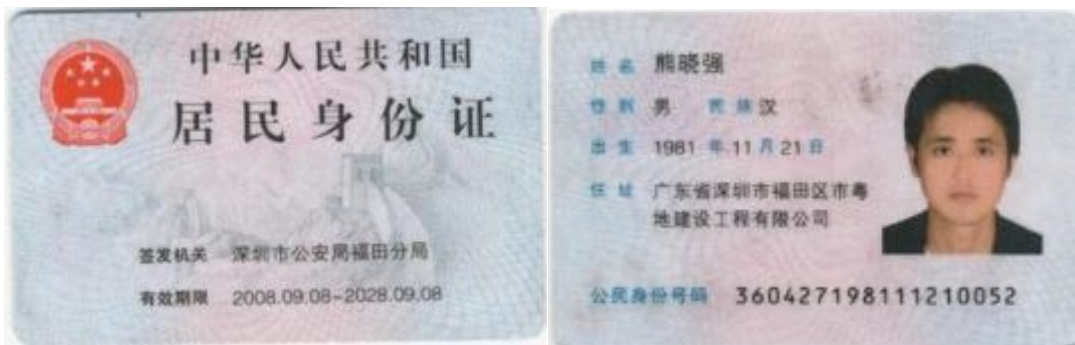 中华人民共和国
居民身份证
签发机关 深圳市公安局福田分局
有效期限 2008.09.08-2028.09.08
姓名 熊晓强
性别 男 民族 汉
出生 1981 年 11 月 21 日
住址 广东省深圳市福田区市粤
地建设工程有限公司
公民身份号码 360427198111210052